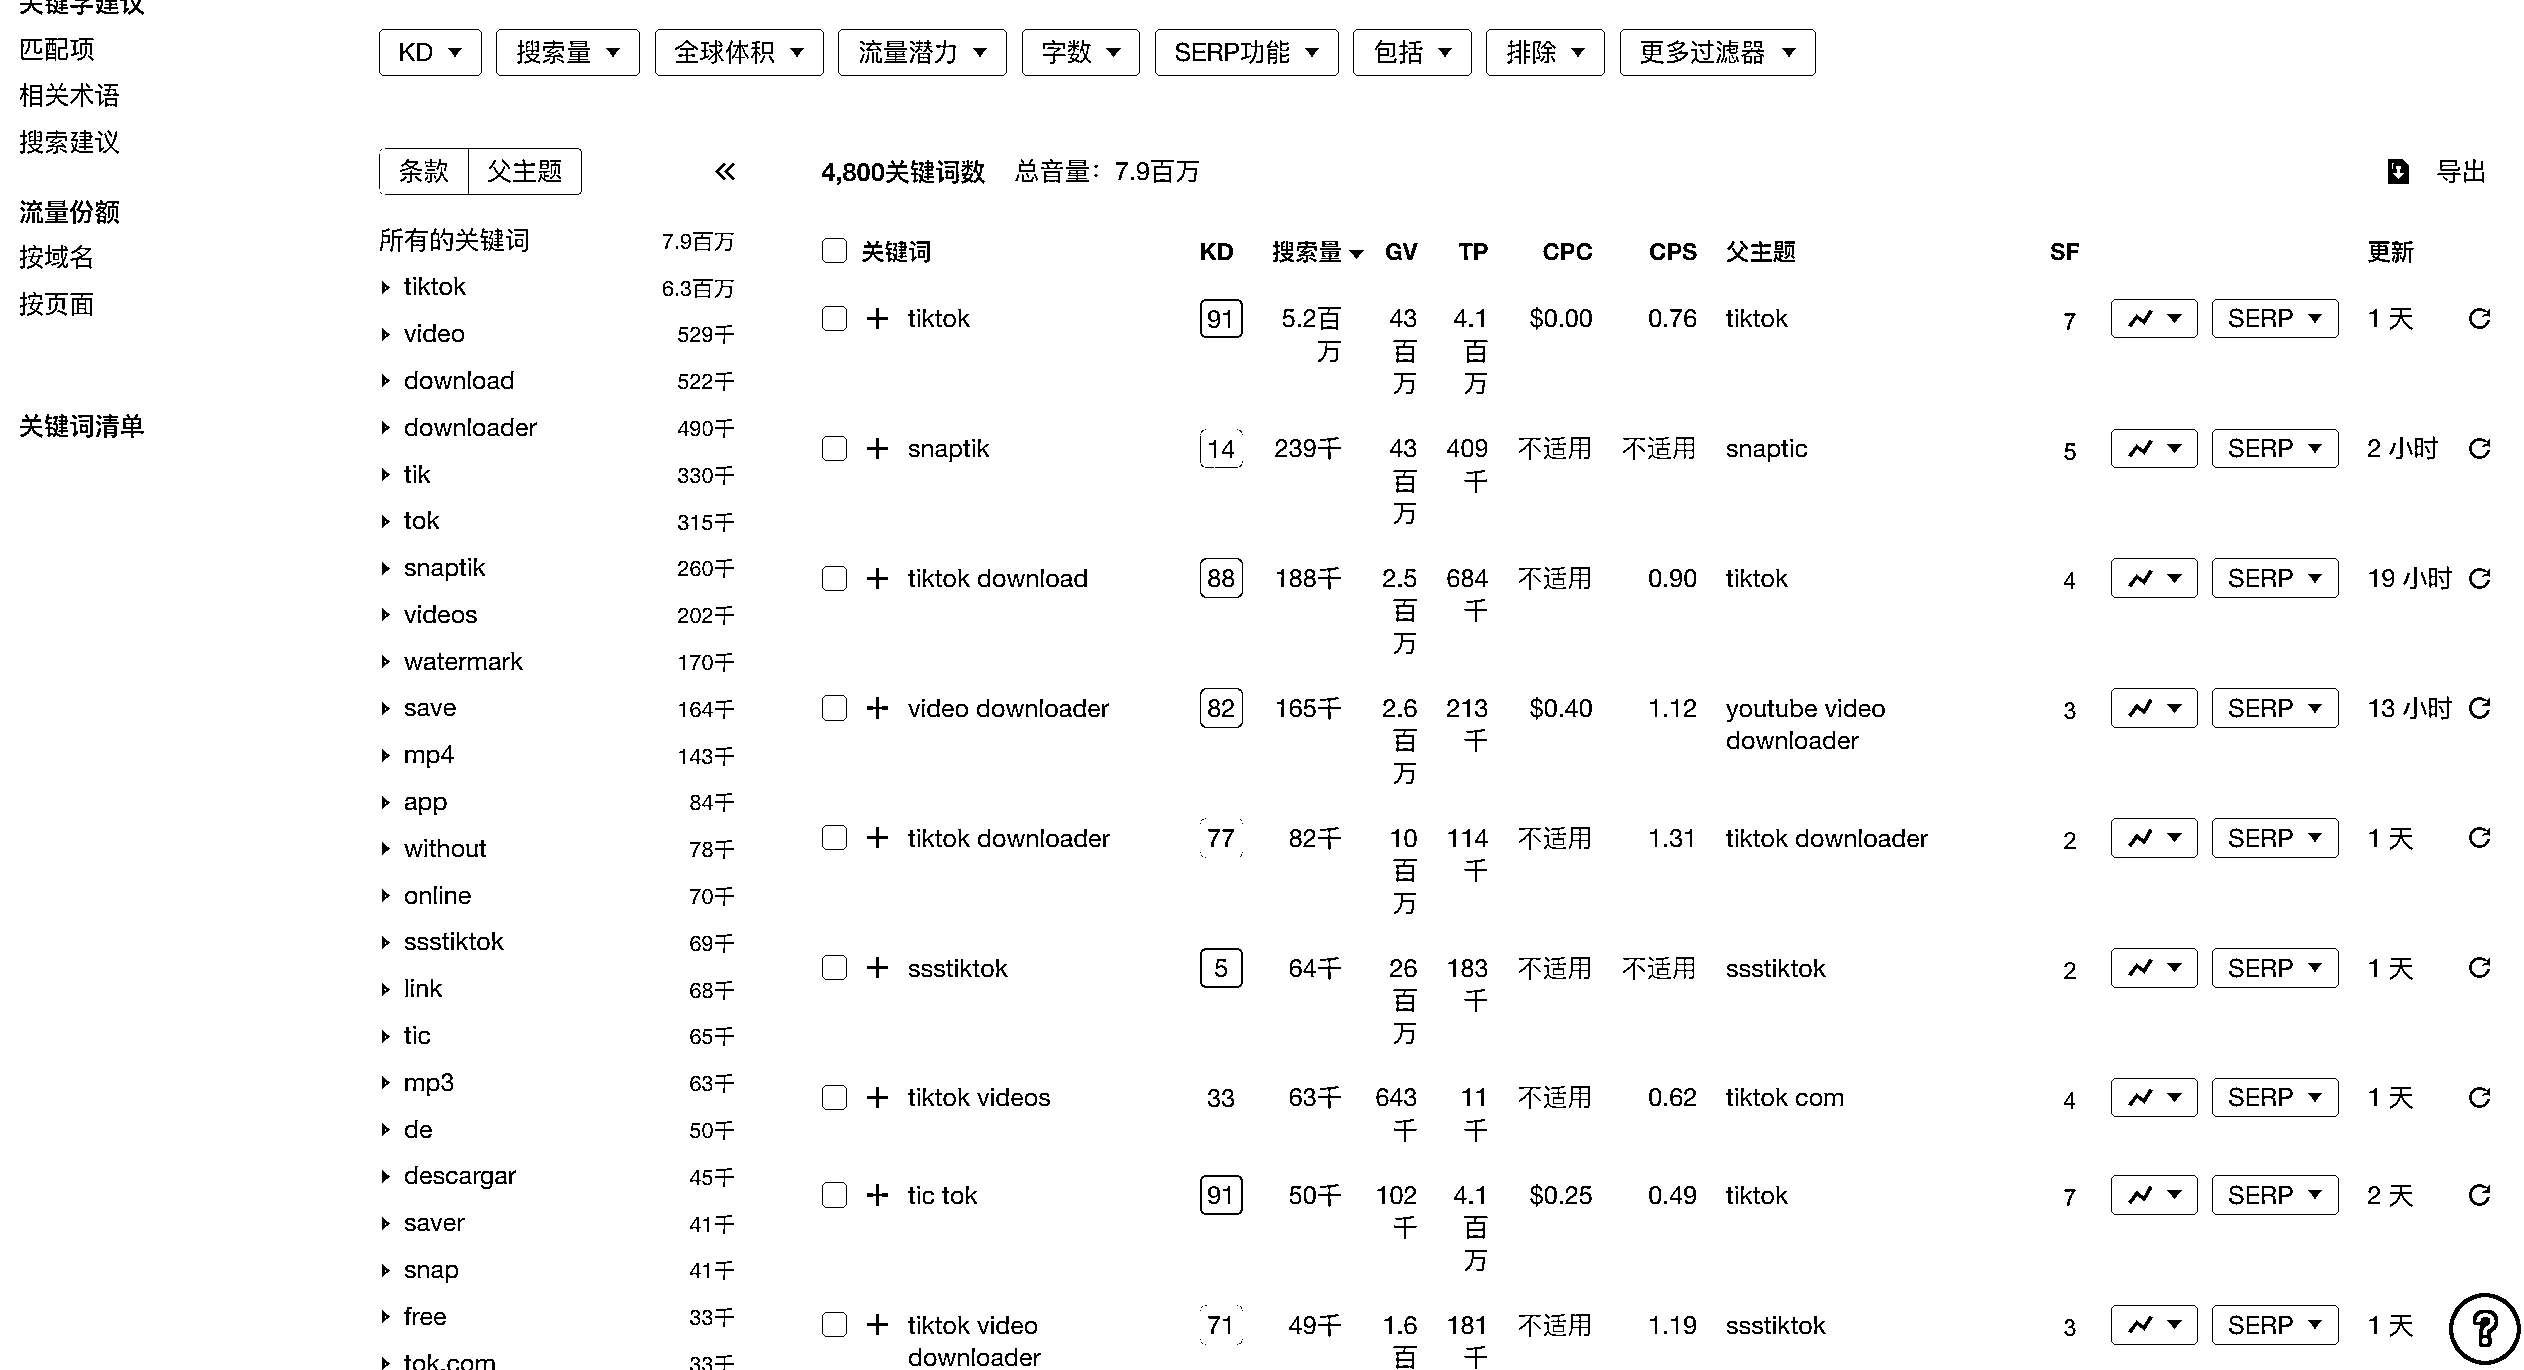 关键字建议
匹配项
相关术语
搜索建议
流量份额
按域名
按页面
关键词清单
KD 搜索量 全球体积 流量潜力 字数 SERP功能 包括 排除 更多过滤器
条款 父主题
4,800关键词数 总音量：7.9百万 导出
所有的关键词 7.9百万
tiktok 6.3百万
video 529千
download 522千
downloader 490千
tik 330千
tok 315千
snaptik 260千
videos 202千
watermark 170千
save 164千
mp4 143千
app 84千
without 78千
online 70千
ssstiktok 69千
link 68千
tic 65千
mp3 63千
de 50千
descargar 45千
saver 41千
snap 41千
free 33千
tok.com 33千
关键词 KD 搜索量 GV TP CPC CPS 父主题 SF 更新
tiktok 91 5.2百万 43百万 4.1百万 $0.00 0.76 tiktok 7 SERP 1 天
snaptik 14 239千 43百万 409千 不适用 不适用 snaptic 5 SERP 2 小时
tiktok download 88 188千 2.5百万 684千 不适用 0.90 tiktok 4 SERP 19 小时
video downloader 82 165千 2.6百万 213千 $0.40 1.12 youtube video downloader 3 SERP 13 小时
tiktok downloader 77 82千 10百万 114千 不适用 1.31 tiktok downloader 2 SERP 1 天
ssstiktok 5 64千 26百万 183千 不适用 不适用 ssstiktok 2 SERP 1 天
tiktok videos 33 63千 643千 11千 不适用 0.62 tiktok com 4 SERP 1 天
tic tok 91 50千 102千 4.1百万 $0.25 0.49 tiktok 7 SERP 2 天
tiktok video downloader 71 49千 1.6百 181千 不适用 1.19 ssstiktok 3 SERP 1 天
?